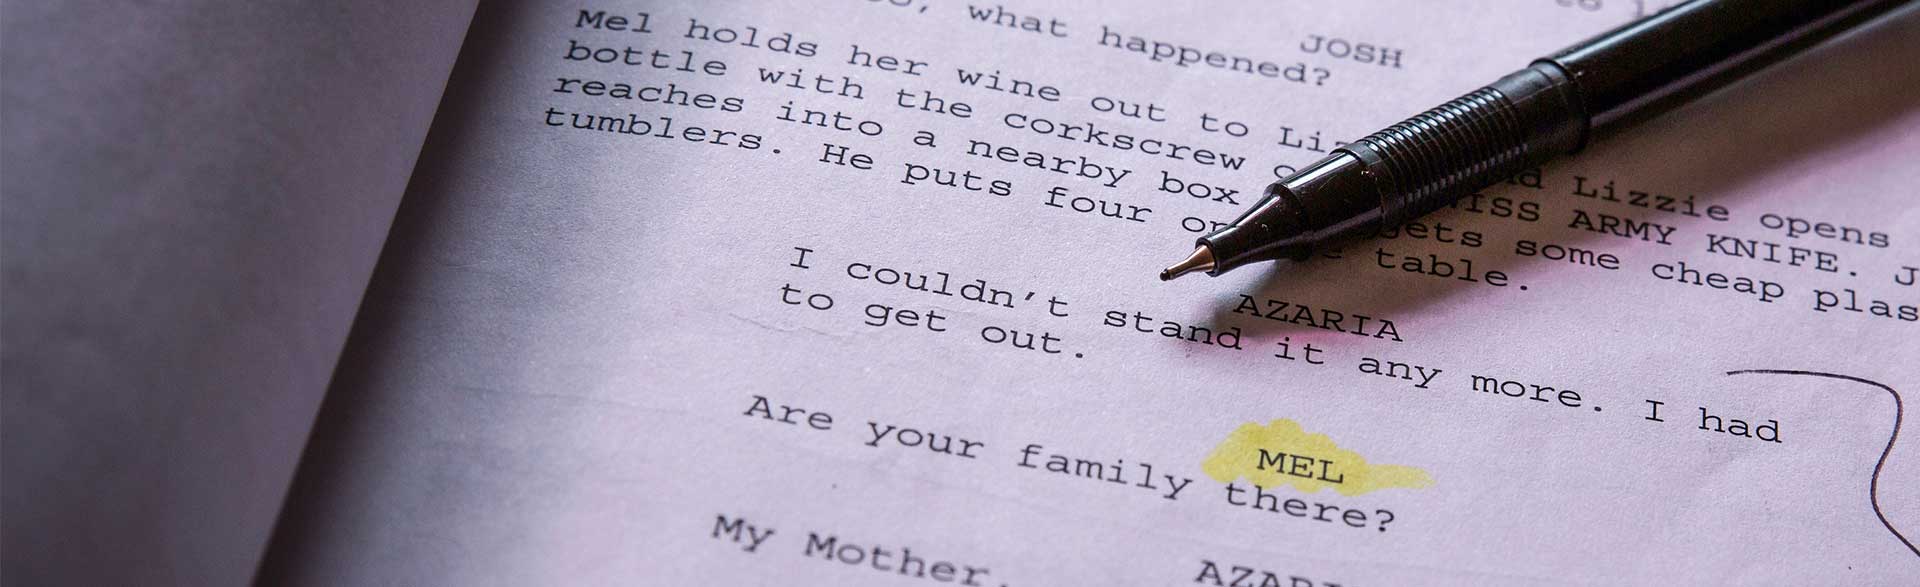 JOSH
what happened?
Mel holds her wine out to Lizzie opens
bottle with the corkscrew ARMY KNIFE. J
reaches into a nearby box gets some cheap plas
tumblers. He puts four table.
AZARIA
I couldn't stand it any more. I had
to get out.
MEL
Are your family there?
My Mother.